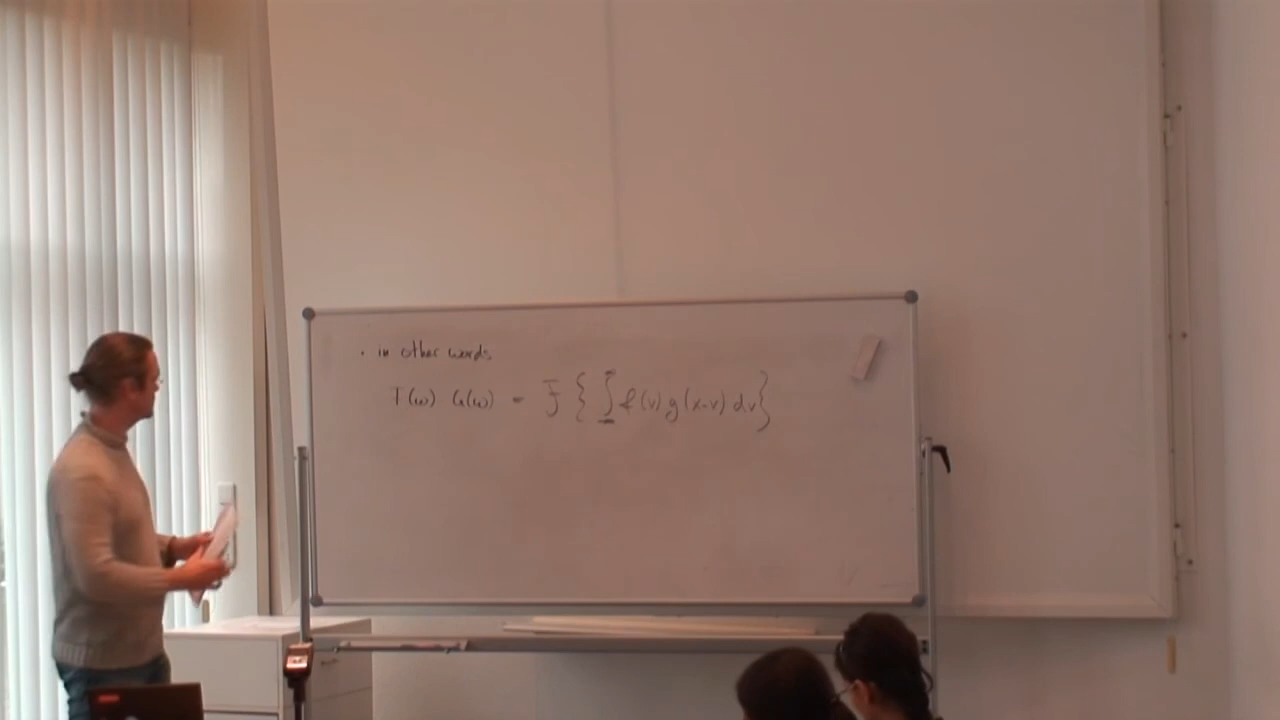 • in other words
F(ω) G(ω) = F { ∫ f(v) g(x-v) dv }